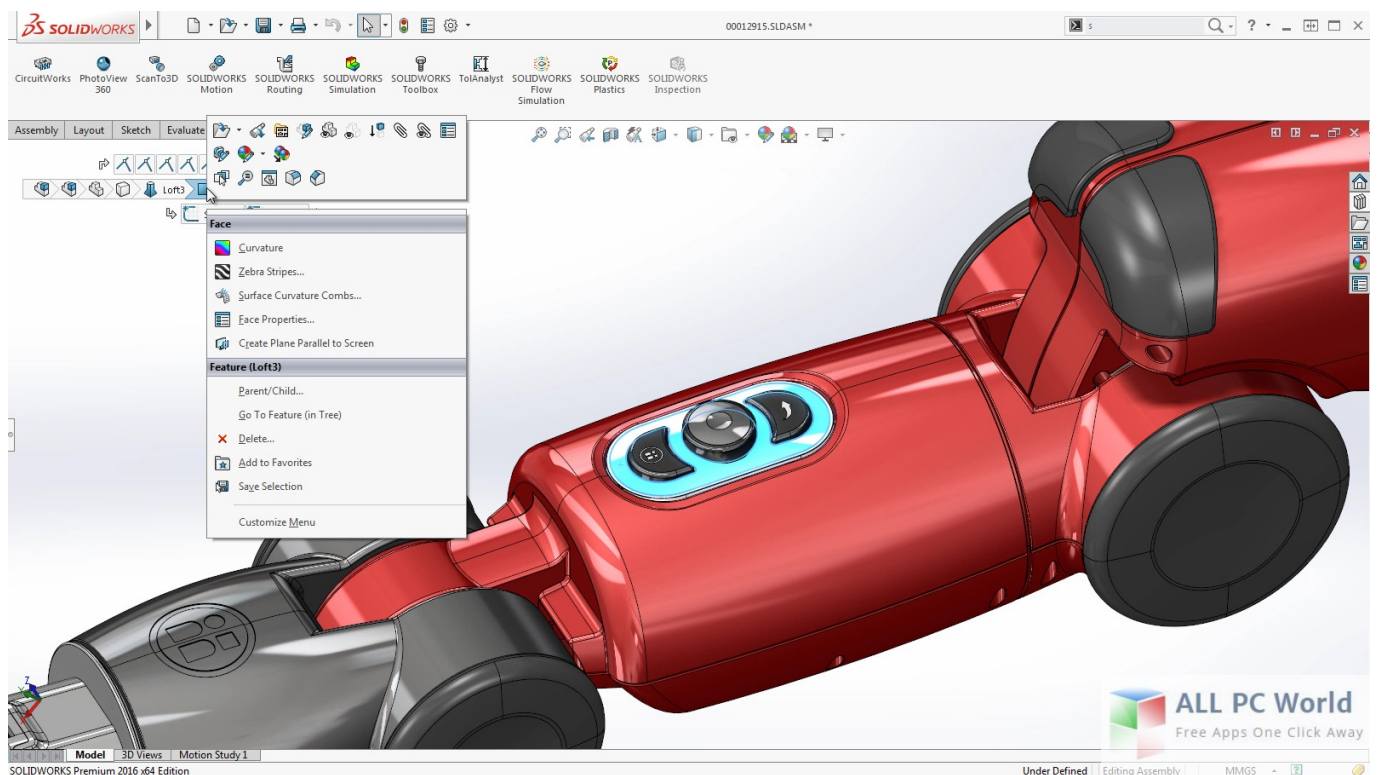 SOLIDWORKS
00012915.SLDASM *
s
?
CircuitWorks
PhotoView 360
ScanTo3D
SOLIDWORKS Motion
SOLIDWORKS Routing
SOLIDWORKS Simulation
SOLIDWORKS Toolbox
TolAnalyst
SOLIDWORKS Flow Simulation
SOLIDWORKS Plastics
SOLIDWORKS Inspection
Assembly Layout Sketch Evaluate
Loft3
Face
Curvature
Zebra Stripes...
Surface Curvature Combs...
Face Properties...
Create Plane Parallel to Screen
Feature (Loft3)
Parent/Child...
Go To Feature (in Tree)
Delete...
Add to Favorites
Save Selection
Customize Menu
Z
ALL PC World
Free Apps One Click Away
Model 3D Views Motion Study 1
SOLIDWORKS Premium 2016 x64 Edition
Under Defined Editing Assembly MMGS ?